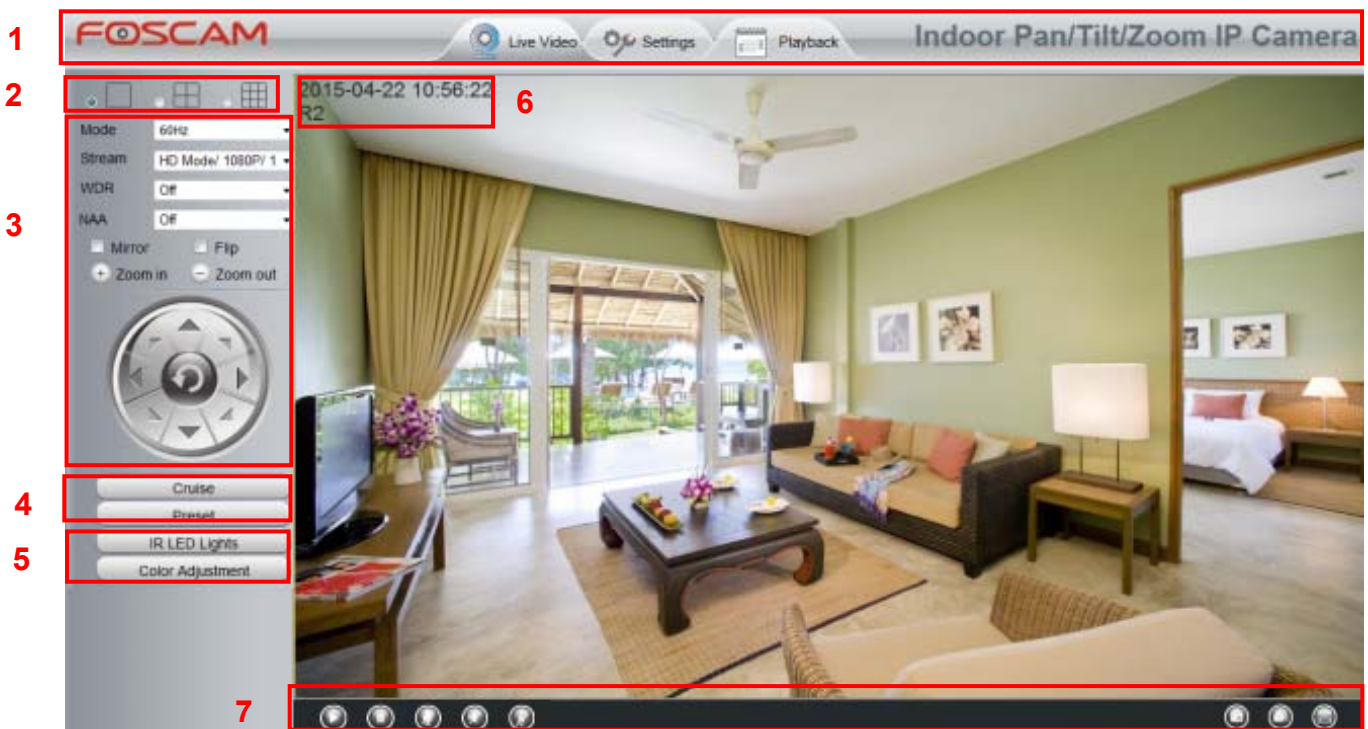 1
FOSCAM
Live Video
Settings
Playback
Indoor Pan/Tilt/Zoom IP Camera
2
3
Mode 60Hz
Stream HD Mode/ 1080P/ 1
WDR Off
NAA Off
Mirror Flip
+ Zoom in - Zoom out
4
Cruise
Preset
5
IR LED Lights
Color Adjustment
2015-04-22 10:56:22
R2
6
7